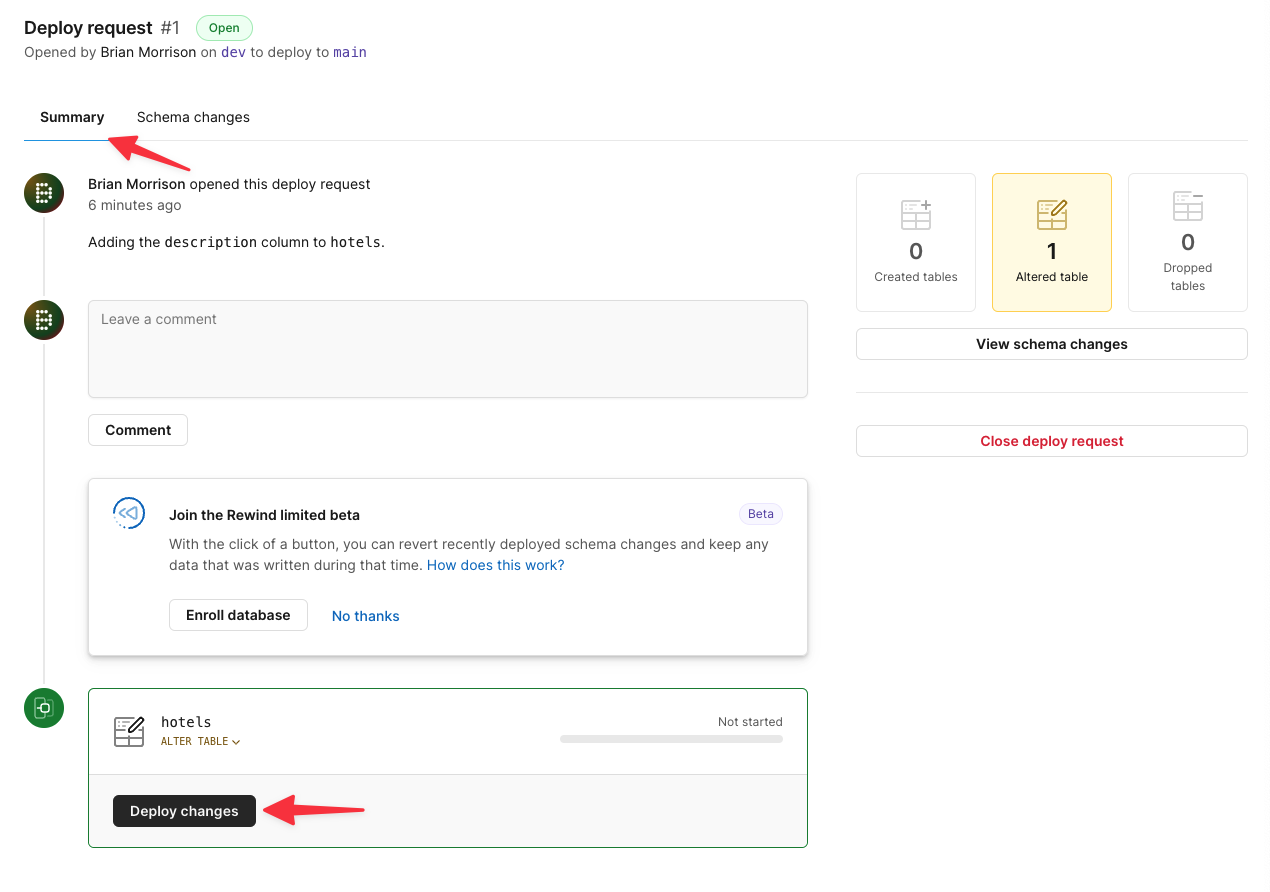 Deploy request #1 Open
Opened by Brian Morrison on dev to deploy to main
Summary Schema changes
Brian Morrison opened this deploy request
6 minutes ago
Adding the description column to hotels.
Leave a comment
Comment
Join the Rewind limited beta Beta
With the click of a button, you can revert recently deployed schema changes and keep any
data that was written during that time. How does this work?
Enroll database No thanks
hotels Not started
ALTER TABLE
Deploy changes
0
Created tables
1
Altered table
0
Dropped
tables
View schema changes
Close deploy request